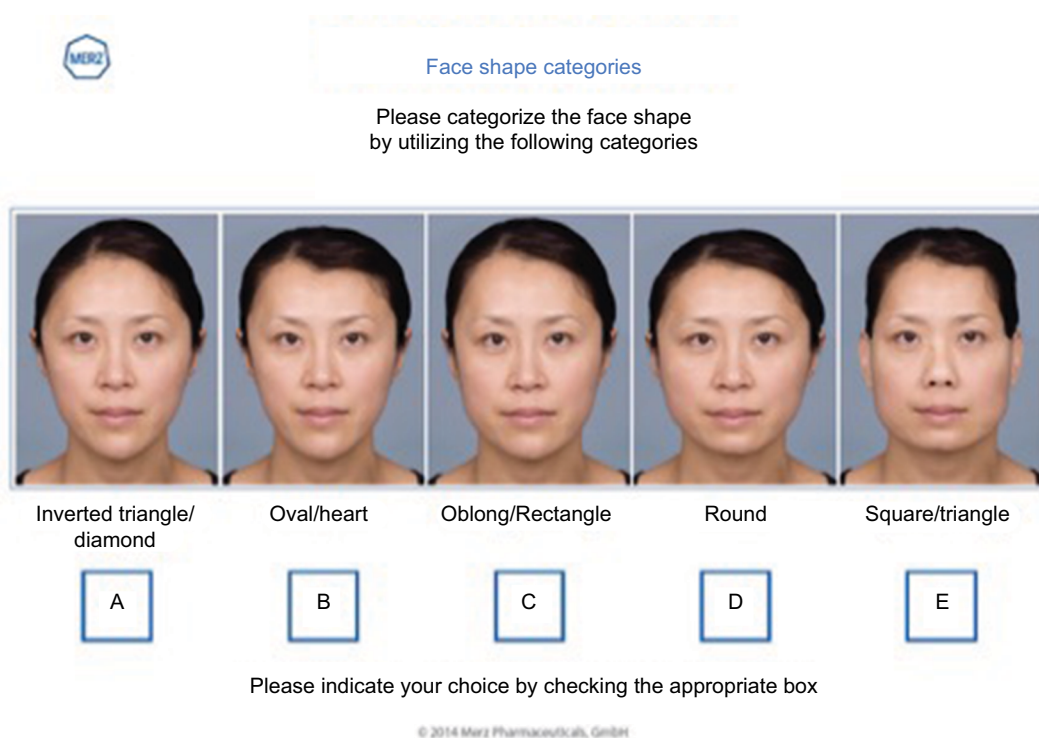 MERZ
Face shape categories
Please categorize the face shape
by utilizing the following categories
Inverted triangle/
diamond
Oval/heart
Oblong/Rectangle
Round
Square/triangle
A
B
C
D
E
Please indicate your choice by checking the appropriate box
© 2014 Merz Pharmaceuticals, GmbH